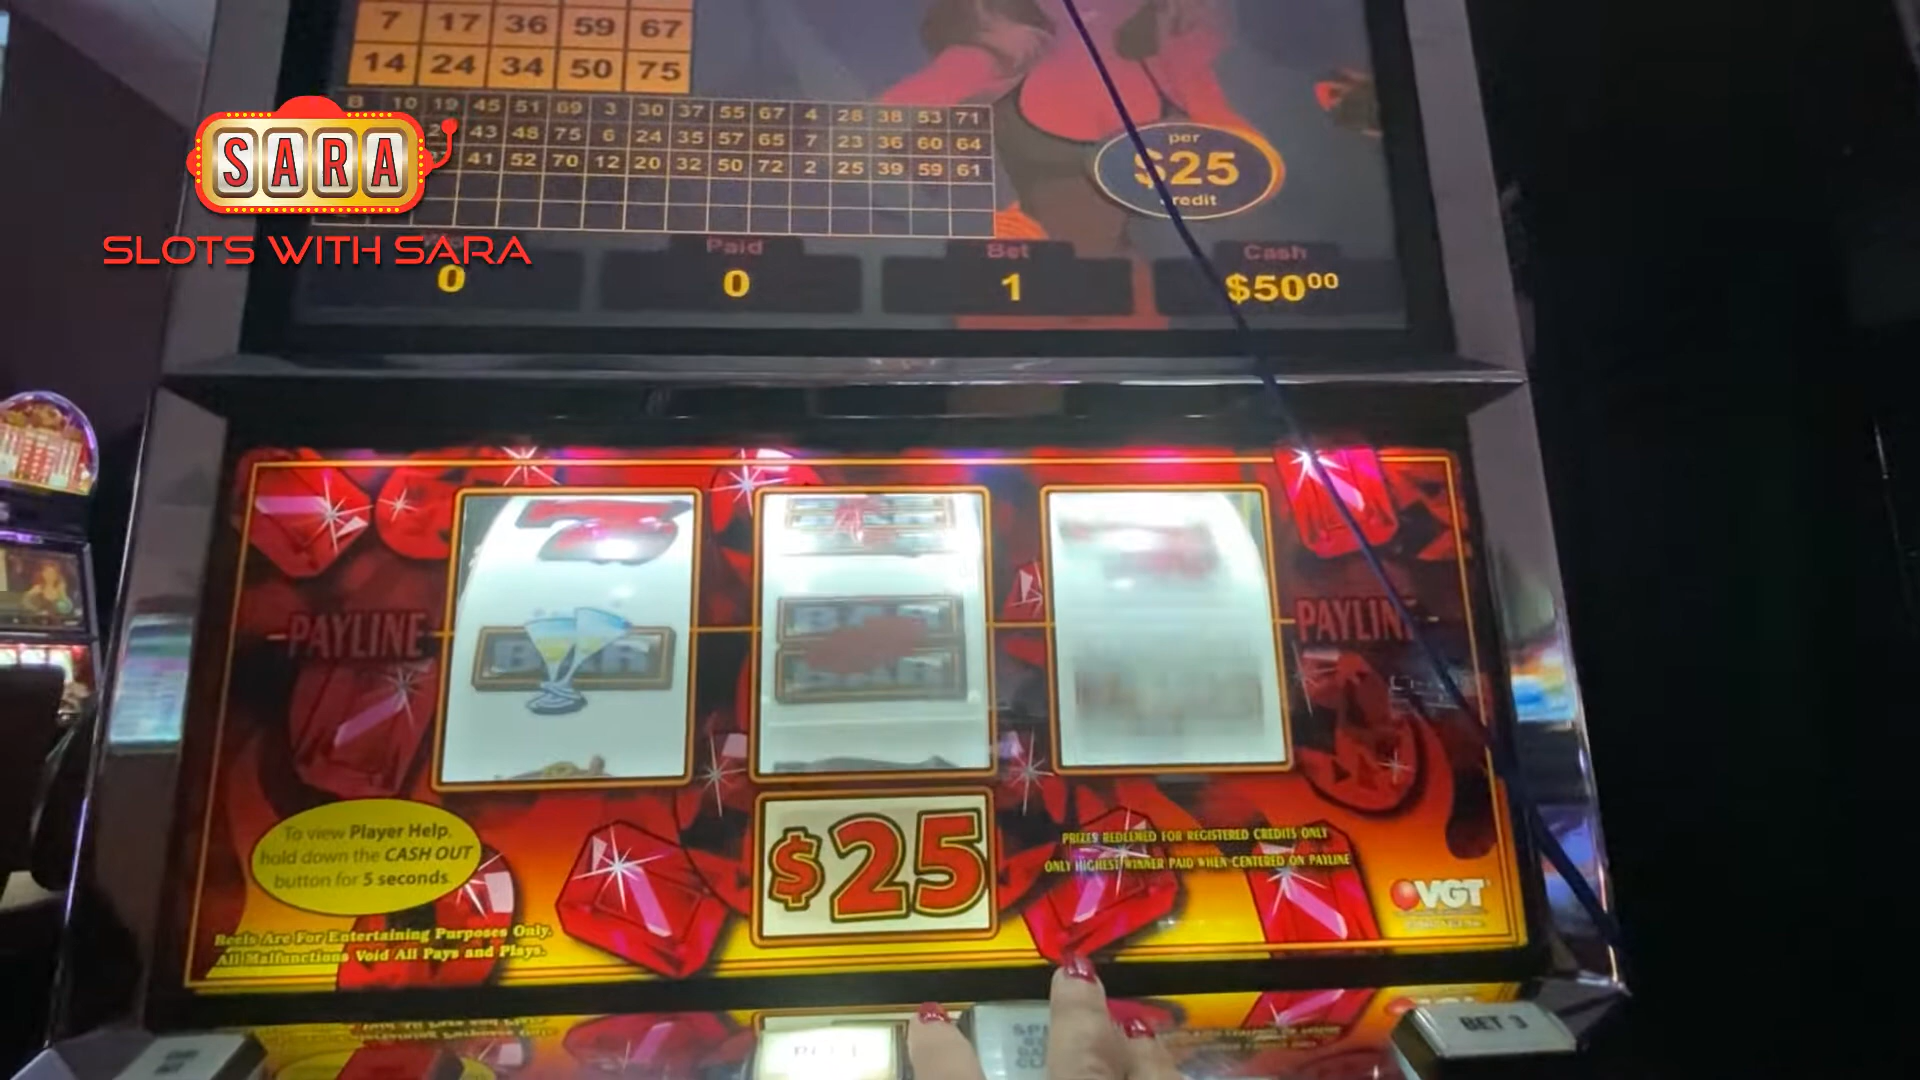 7 17 36 59 67
14 24 34 50 75
B 10 19 45 51 69 3 30 37 55 67 4 28 38 53 71
43 48 75 6 24 35 57 65 7 23 36 60 64
41 52 70 12 20 32 50 72 2 25 39 59 61
SARA
SLOTS WITH SARA
per
$25
credit
Paid
Bet
Cash
0
0
1
$5000
PAYLINE
BAR
BAR
BAR
PAYLINE
To view Player Help,
hold down the CASH OUT
button for 5 seconds.
$25
PRIZES REDEEMED FOR REGISTERED CREDITS ONLY
ONLY HIGHEST WINNER PAID WHEN CENTERED ON PAYLINE
VGT
Reels Are For Entertaining Purposes Only.
All Malfunctions Void All Pays and Plays.
BET 3